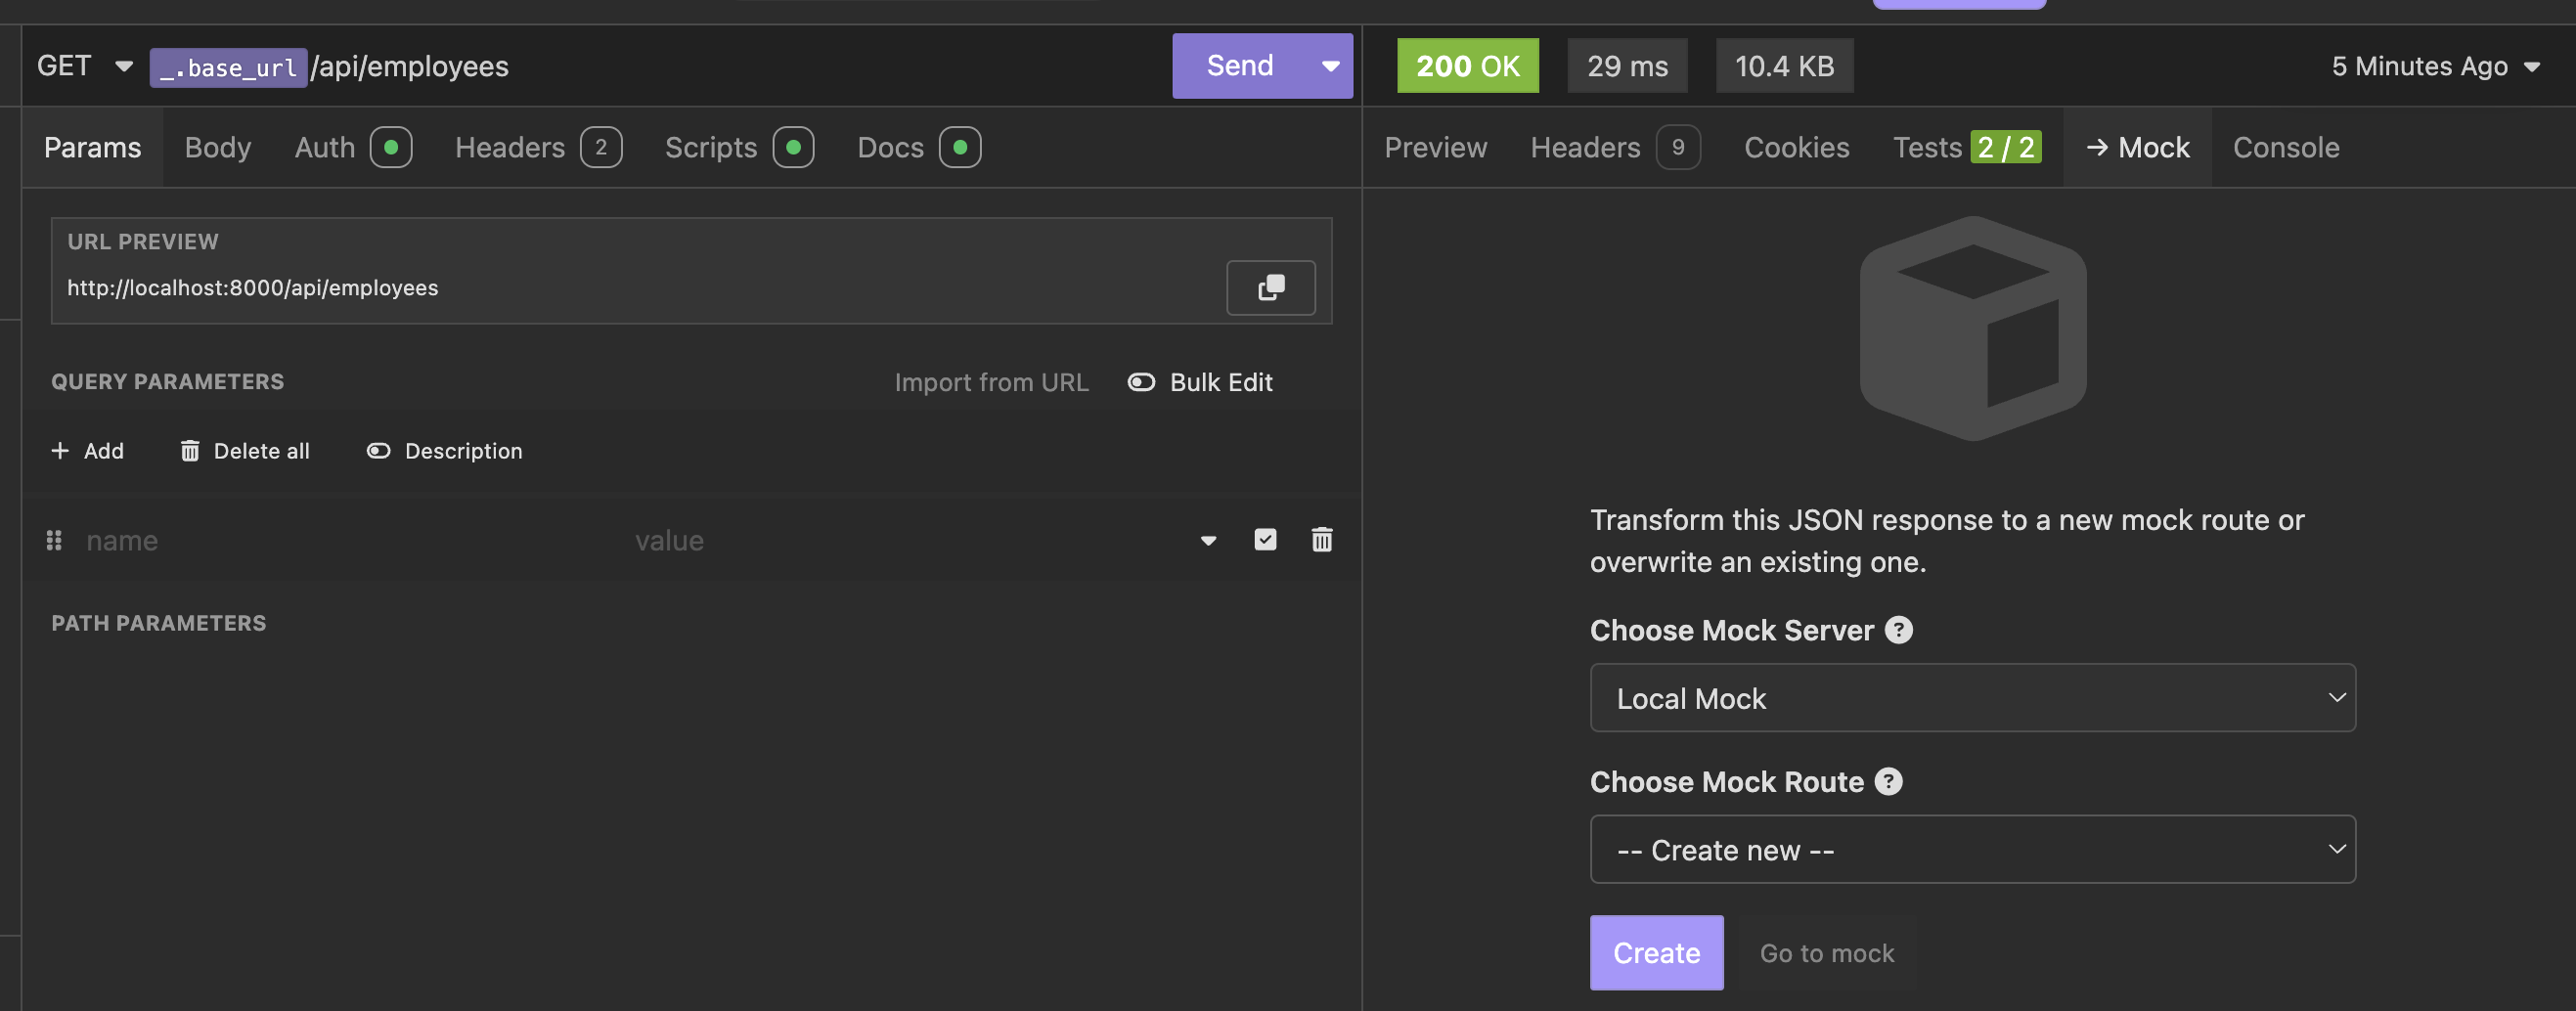 GET _.base_url/api/employees Send
200 OK 29 ms 10.4 KB 5 Minutes Ago
Params Body Auth Headers 2 Scripts Docs
Preview Headers 9 Cookies Tests 2 / 2 → Mock Console
URL PREVIEW
http://localhost:8000/api/employees
QUERY PARAMETERS Import from URL Bulk Edit
+ Add Delete all Description
name value
PATH PARAMETERS
Transform this JSON response to a new mock route or
overwrite an existing one.
Choose Mock Server ?
Local Mock
Choose Mock Route ?
-- Create new --
Create Go to mock